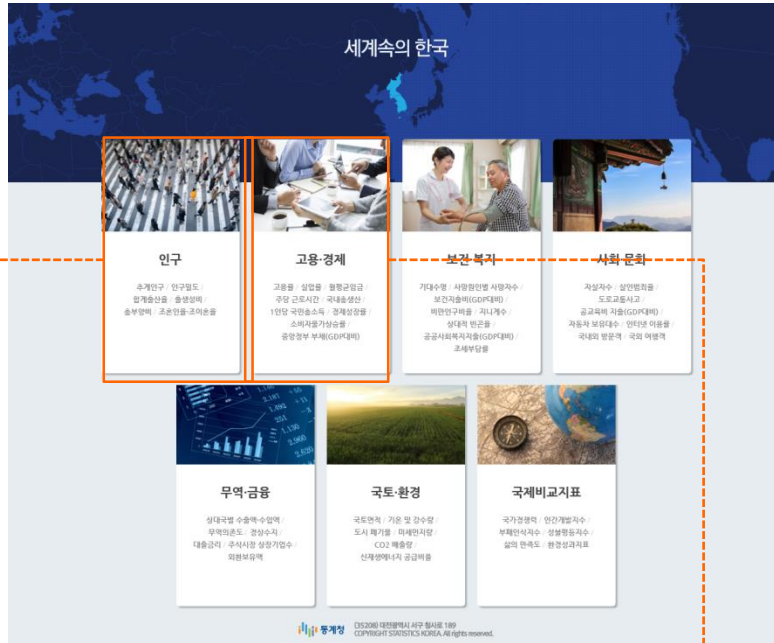 세계속의 한국
인구
추계인구 / 인구밀도 /
합계출산율 / 출생성비 /
총부양비 / 조혼인율·조이혼율
고용·경제
고용률 / 실업률 / 월평균임금 /
주당 근로시간 / 국내총생산 /
1인당 국민총소득 / 경제성장률 /
소비자물가상승률 /
중앙정부 부채(GDP대비)
보건·복지
기대수명 / 사망원인별 사망자수 /
보건지출비(GDP대비) /
비만인구비율 / 지니계수 /
상대적 빈곤율 /
공공사회복지지출(GDP대비) /
조세부담률
사회·문화
자살자수 / 살인범죄율 /
도로교통사고 /
공교육비 지출(GDP대비) /
자동차 보유대수 / 인터넷 이용률 /
국내외 방문객 / 국외 여행객
무역·금융
상대국별 수출액·수입액 /
무역의존도 / 경상수지 /
대출금리 / 주식시장 상장기업수 /
외환보유액
국토·환경
국토면적 / 기온 및 강수량 /
도시 폐기물 / 미세먼지량 /
CO2 배출량 /
신재생에너지 공급비율
국제비교지표
국가경쟁력 / 인간개발지수 /
부패인식지수 / 성불평등지수 /
삶의 만족도 / 환경성과지표
통계청 (35208) 대전광역시 서구 청사로 189
COPYRIGHT STATISTICS KOREA. All rights reserved.